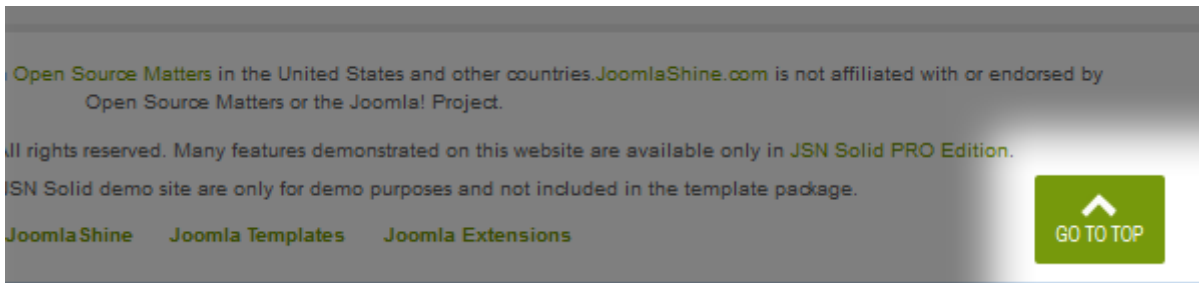 Open Source Matters in the United States and other countries.JoomlaShine.com is not affiliated with or endorsed by
Open Source Matters or the Joomla! Project.
All rights reserved. Many features demonstrated on this website are available only in JSN Solid PRO Edition.
JSN Solid demo site are only for demo purposes and not included in the template package.
JoomlaShine Joomla Templates Joomla Extensions
GO TO TOP